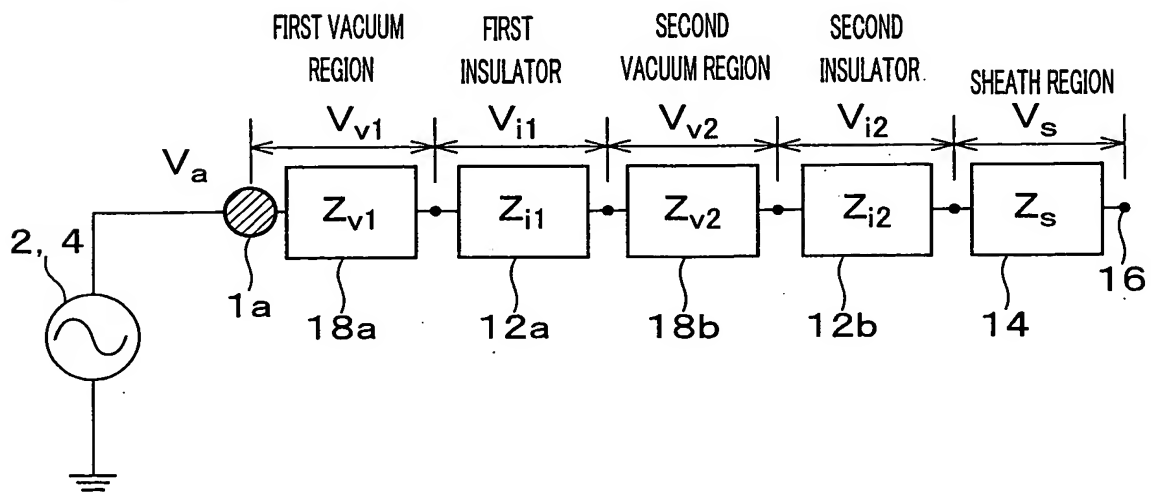 FIRST VACUUM REGION
FIRST INSULATOR
SECOND VACUUM REGION
SECOND INSULATOR
SHEATH REGION
Vv1
Vi1
Vv2
Vi2
Vs
Va
Zv1
Zi1
Zv2
Zi2
Zs
2, 4
1a
18a
12a
18b
12b
14
16